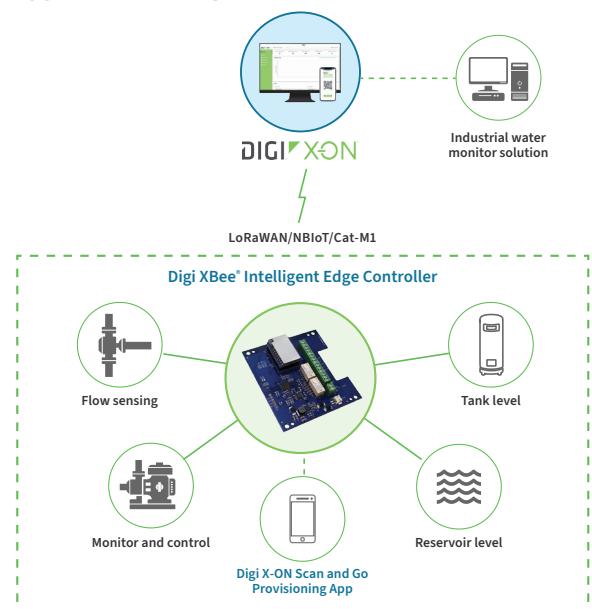 DIGI X-ON
Industrial water
monitor solution
LoRaWAN/NBIoT/Cat-M1
Digi XBee® Intelligent Edge Controller
Flow sensing
Tank level
Monitor and control
Reservoir level
Digi X-ON Scan and Go
Provisioning App